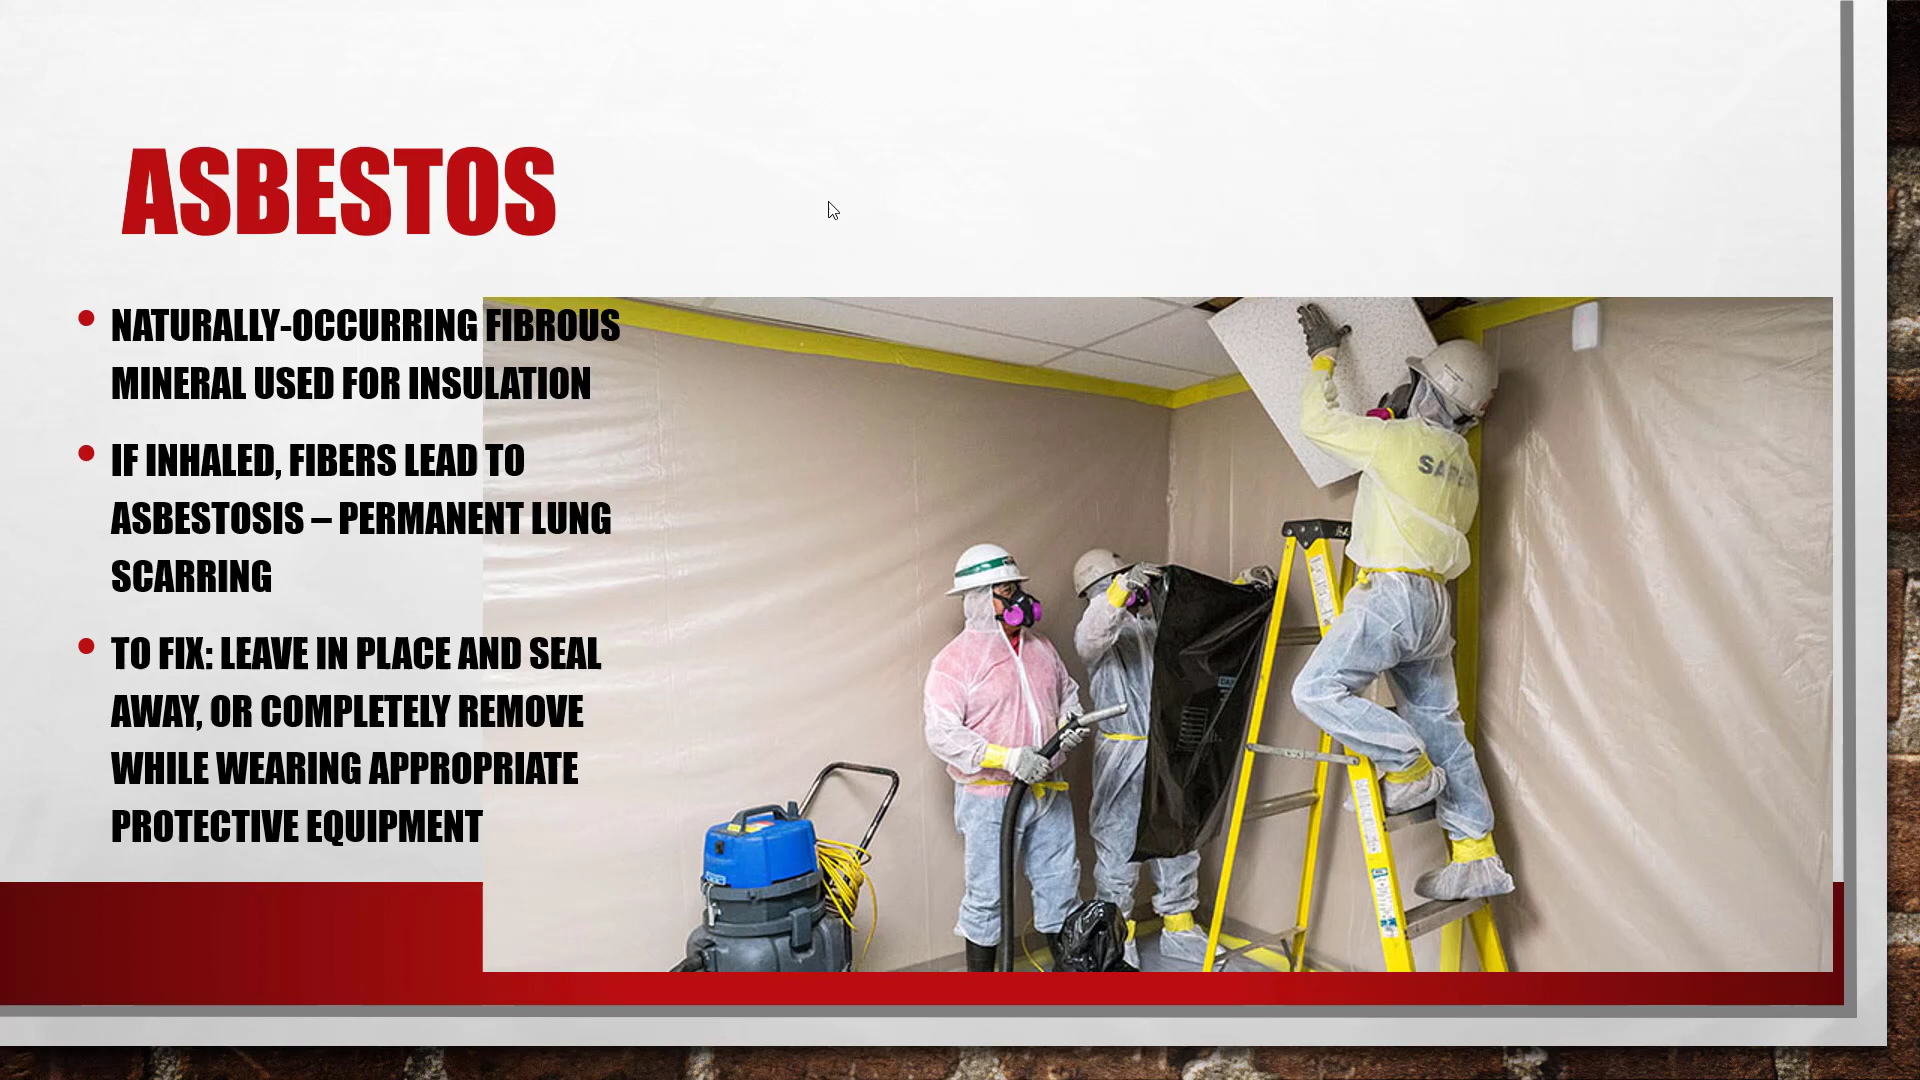 ASBESTOS
• NATURALLY-OCCURRING FIBROUS
MINERAL USED FOR INSULATION
• IF INHALED, FIBERS LEAD TO
ASBESTOSIS – PERMANENT LUNG
SCARRING
• TO FIX: LEAVE IN PLACE AND SEAL
AWAY, OR COMPLETELY REMOVE
WHILE WEARING APPROPRIATE
PROTECTIVE EQUIPMENT